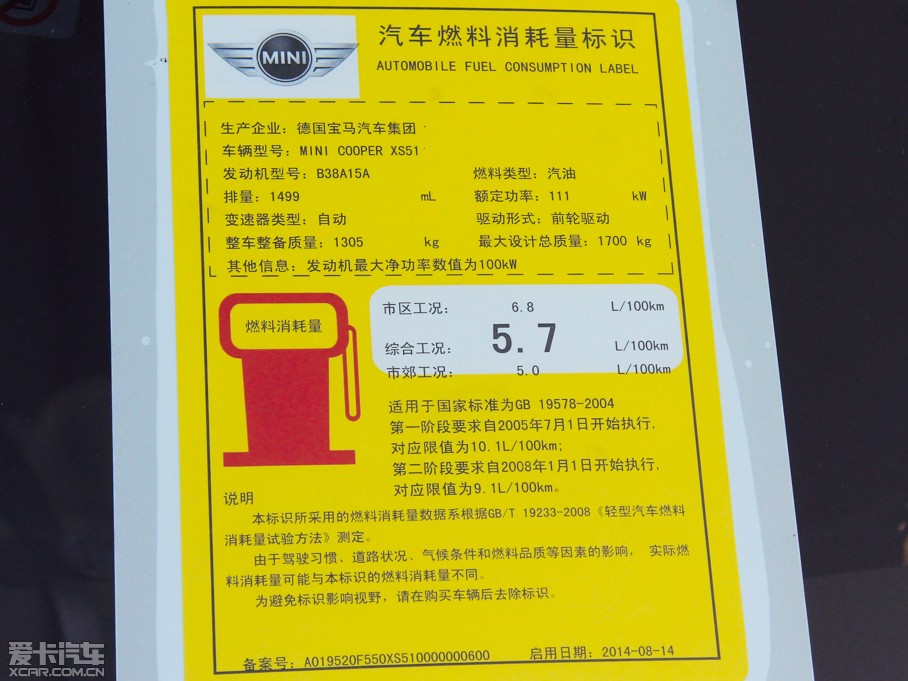 MINI
汽车燃料消耗量标识
AUTOMOBILE FUEL CONSUMPTION LABEL
生产企业：德国宝马汽车集团
车辆型号：MINI COOPER XS51
发动机型号：B38A15A 燃料类型：汽油
排量：1499 mL 额定功率：111 kW
变速器类型：自动 驱动形式：前轮驱动
整车整备质量：1305 kg 最大设计总质量：1700 kg
其他信息：发动机最大净功率数值为100kW
燃料消耗量
市区工况： 6.8 L/100km
综合工况： 5.7 L/100km
市郊工况： 5.0 L/100km
适用于国家标准为GB 19578-2004
第一阶段要求自2005年7月1日开始执行，
对应限值为10.1L/100km；
第二阶段要求自2008年1月1日开始执行，
对应限值为9.1L/100km。
说明
本标识所采用的燃料消耗量数据系根据GB/T 19233-2008《轻型汽车燃料
消耗量试验方法》测定。
由于驾驶习惯、道路状况、气候条件和燃料品质等因素的影响， 实际燃
料消耗量可能与本标识的燃料消耗量不同。
为避免标识影响视野，请在购买车辆后去除标识。
备案号：A019520F550XS510000000600 启用日期：2014-08-14
爱卡汽车
XCAR.COM.CN